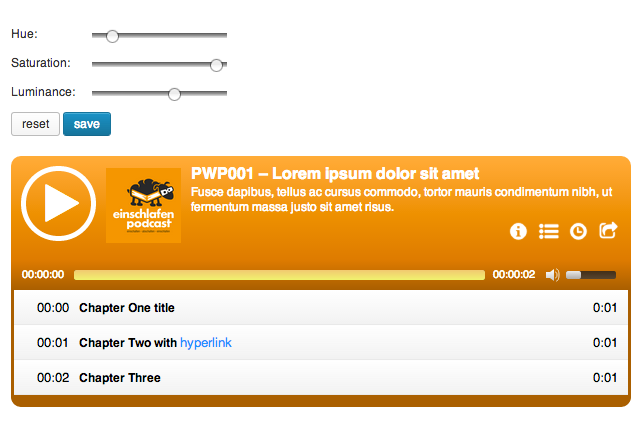 Hue:
Saturation:
Luminance:
reset save
PWP001 – Lorem ipsum dolor sit amet
Fusce dapibus, tellus ac cursus commodo, tortor mauris condimentum nibh, ut
fermentum massa justo sit amet risus.
einschlafen
podcast
00:00:00 00:00:02
00:00 Chapter One title 0:01
00:01 Chapter Two with hyperlink 0:01
00:02 Chapter Three 0:01